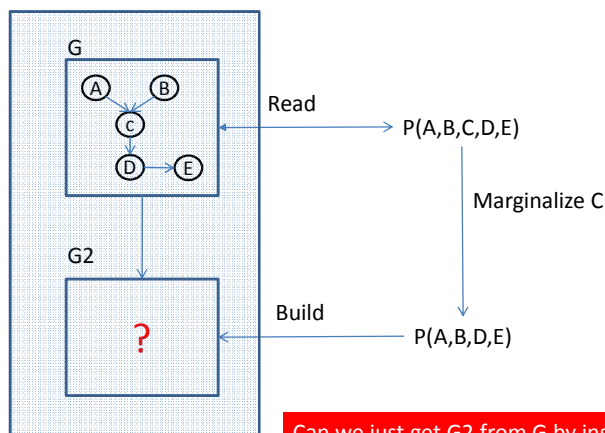 G
A
B
c
D
E
Read
P(A,B,C,D,E)
Marginalize C
G2
?
Build
P(A,B,D,E)
Can we just get G2 from G by